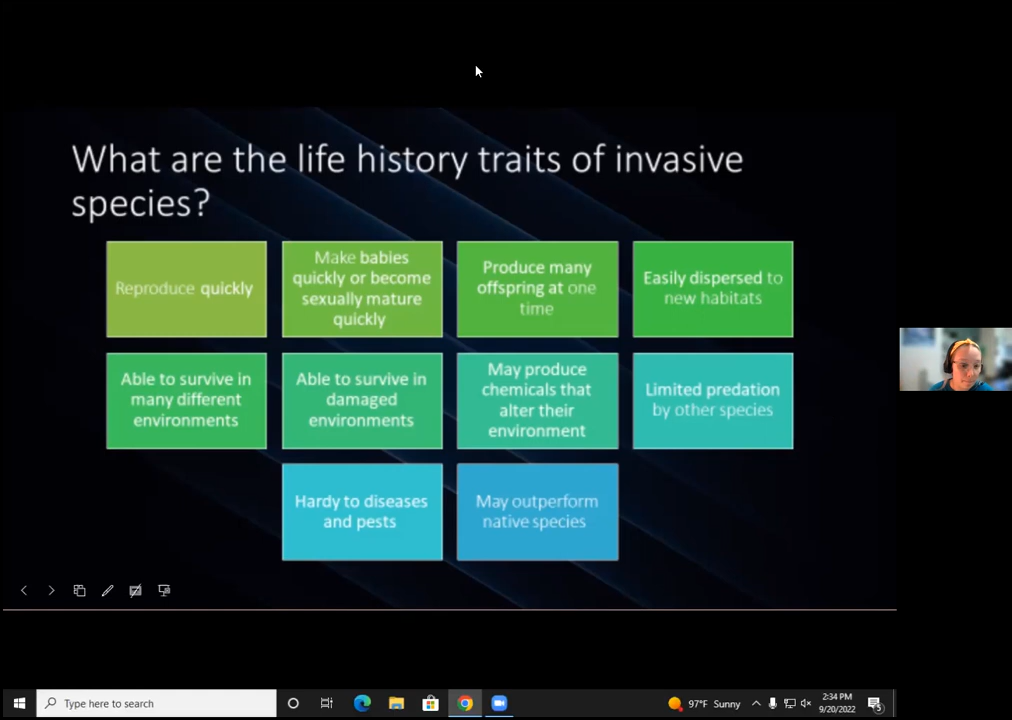 What are the life history traits of invasive
species?
Reproduce quickly
Make babies
quickly or become
sexually mature
quickly
Produce many
offspring at one
time
Easily dispersed to
new habitats
Able to survive in
many different
environments
Able to survive in
damaged
environments
May produce
chemicals that
alter their
environment
Limited predation
by other species
Hardy to diseases
and pests
May outperform
native species
Type here to search
97°F Sunny
2:34 PM
9/20/2022
5